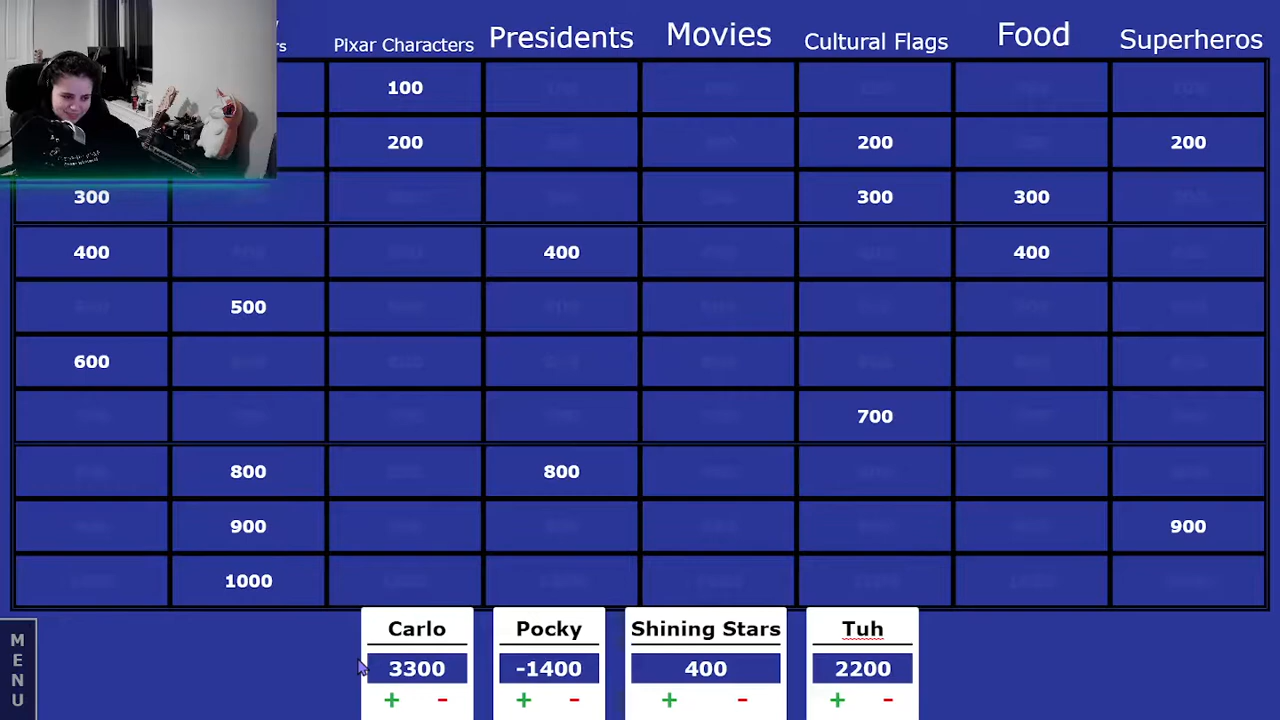 Pixar Characters Presidents Movies Cultural Flags Food Superheros
100
200 200 200
300 300 300
400 400 400
500
600
700
800 800
900 900
1000
MENU
Carlo Pocky Shining Stars Tuh
3300 -1400 400 2200
+ - + - + - + -